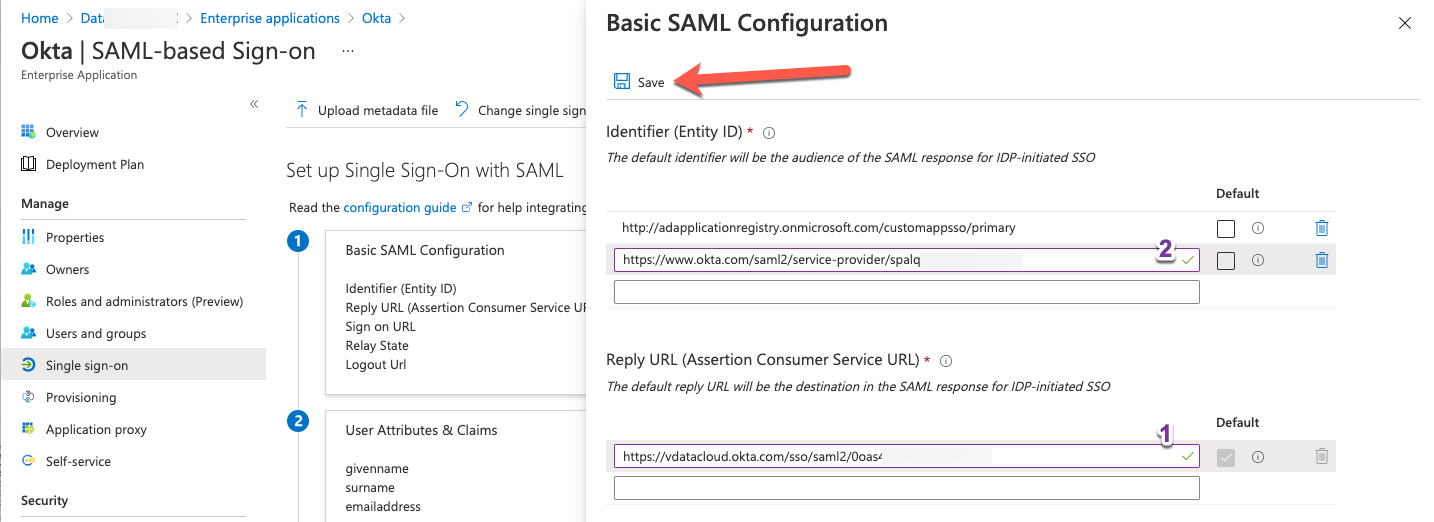 Home > Data > Enterprise applications > Okta >
Okta | SAML-based Sign-on ...
Enterprise Application
«
Overview
Deployment Plan
Manage
Properties
Owners
Roles and administrators (Preview)
Users and groups
Single sign-on
Provisioning
Application proxy
Self-service
Security
Upload metadata file
Change single sign
Set up Single Sign-On with SAML
Read the configuration guide for help integrating
1
Basic SAML Configuration
Identifier (Entity ID)
Reply URL (Assertion Consumer Service UR
Sign on URL
Relay State
Logout Url
2
User Attributes & Claims
givenname
surname
emailaddress
Basic SAML Configuration
Save
Identifier (Entity ID) *
The default identifier will be the audience of the SAML response for IDP-initiated SSO
Default
http://adapplicationregistry.onmicrosoft.com/customappsso/primary
https://www.okta.com/saml2/service-provider/spalq
2
Reply URL (Assertion Consumer Service URL) *
The default reply URL will be the destination in the SAML response for IDP-initiated SSO
Default
1
https://vdatacloud.okta.com/sso/saml2/0oas4